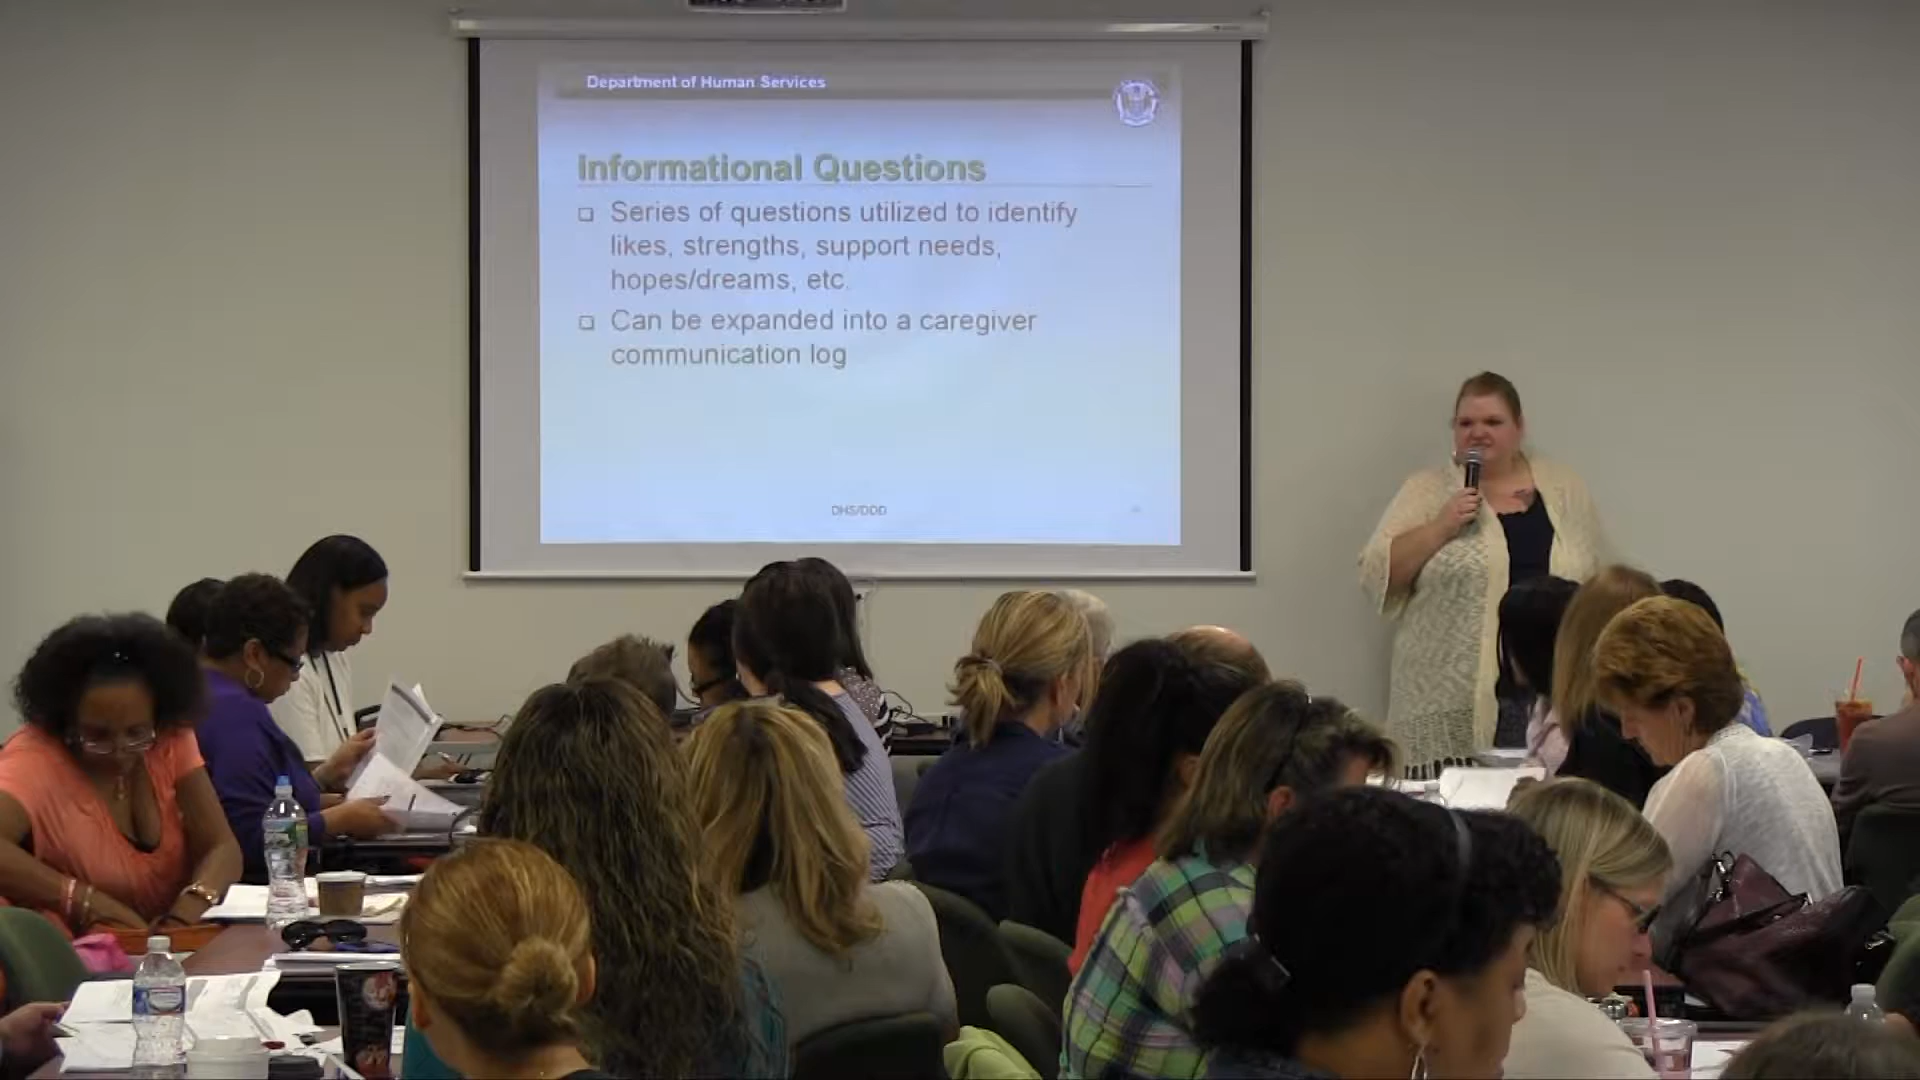 Department of Human Services
Informational Questions
Series of questions utilized to identify
likes, strengths, support needs,
hopes/dreams, etc.
Can be expanded into a caregiver
communication log
DHS/DDD